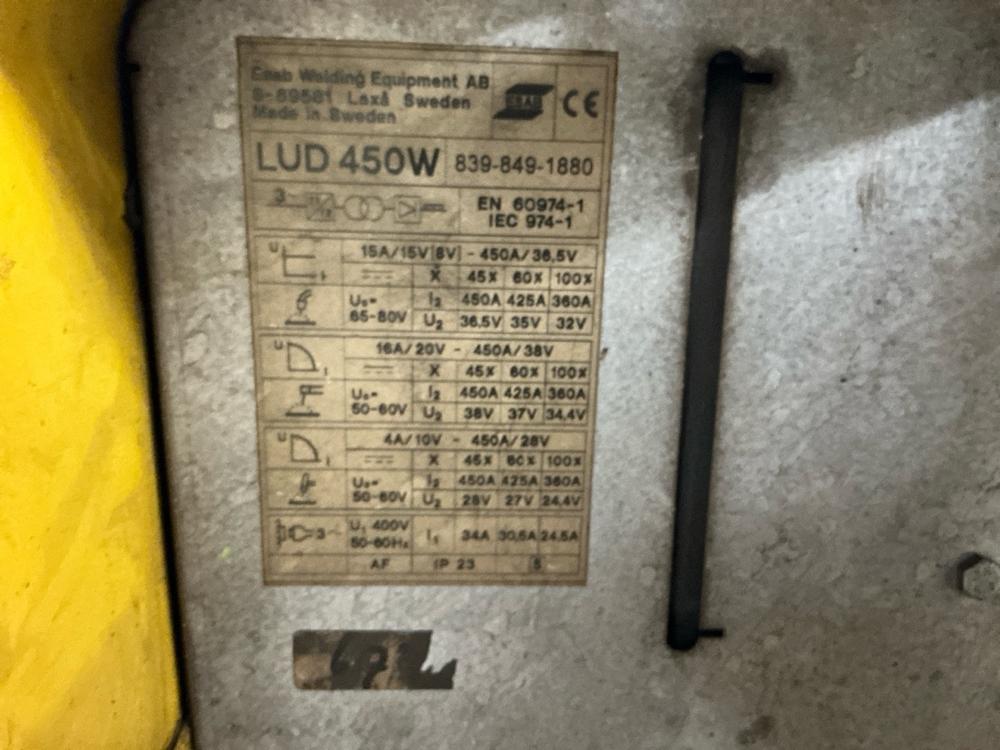 Esab Welding Equipment AB
S-69581 Laxå Sweden
Made in Sweden
ESAB
CE
LUD 450W 839-849-1880
3~
EN 60974-1
IEC 974-1
U 15A/15V[8V] - 450A/36,5V
I X 45% 60% 100%
U₀= I₂ 450A 425A 360A
65-80V U₂ 36,5V 35V 32V
U 16A/20V - 450A/38V
I X 45% 60% 100%
U₀= I₂ 450A 425A 360A
50-60V U₂ 38V 37V 34,4V
U 4A/10V - 450A/28V
I X 45% 60% 100%
U₀= I₂ 450A 425A 360A
50-60V U₂ 28V 27V 24,4V
3~ U₁ 400V
50-60Hz I₁ 34A 30,5A 24,5A
AF IP 23 S